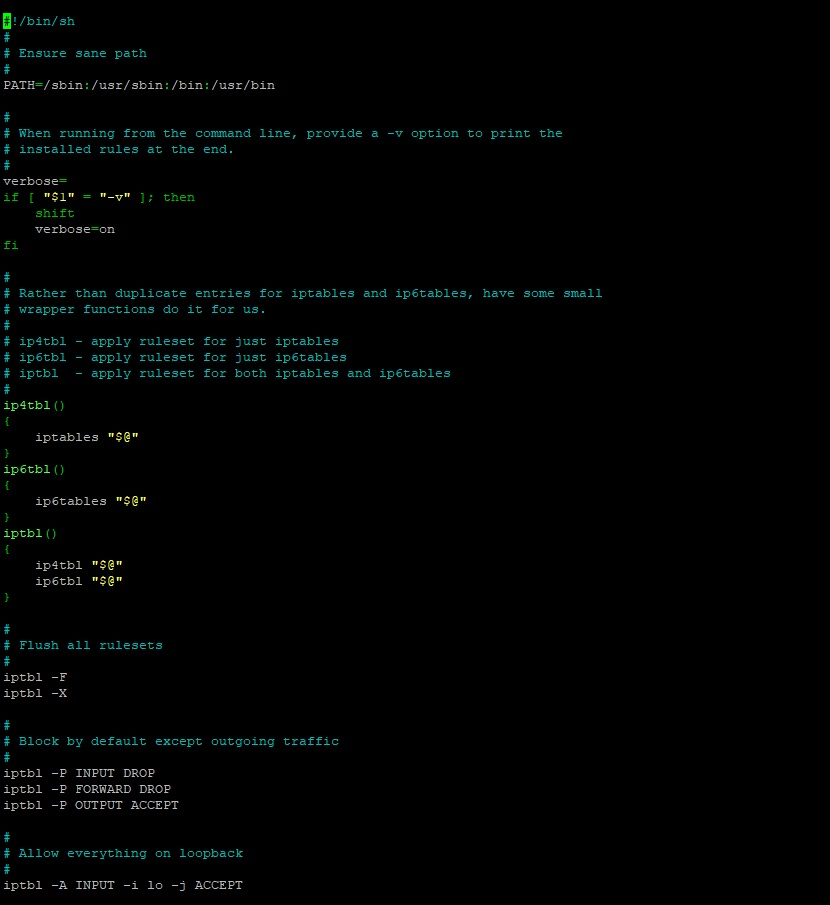 #!/bin/sh
#
# Ensure sane path
#
PATH=/sbin:/usr/sbin:/bin:/usr/bin

#
# When running from the command line, provide a -v option to print the
# installed rules at the end.
#
verbose=
if [ "$1" = "-v" ]; then
    shift
    verbose=on
fi

#
# Rather than duplicate entries for iptables and ip6tables, have some small
# wrapper functions do it for us.
#
# ip4tbl - apply ruleset for just iptables
# ip6tbl - apply ruleset for just ip6tables
# iptbl  - apply ruleset for both iptables and ip6tables
#
ip4tbl()
{
    iptables "$@"
}
ip6tbl()
{
    ip6tables "$@"
}
iptbl()
{
    ip4tbl "$@"
    ip6tbl "$@"
}

#
# Flush all rulesets
#
iptbl -F
iptbl -X

#
# Block by default except outgoing traffic
#
iptbl -P INPUT DROP
iptbl -P FORWARD DROP
iptbl -P OUTPUT ACCEPT

#
# Allow everything on loopback
#
iptbl -A INPUT -i lo -j ACCEPT